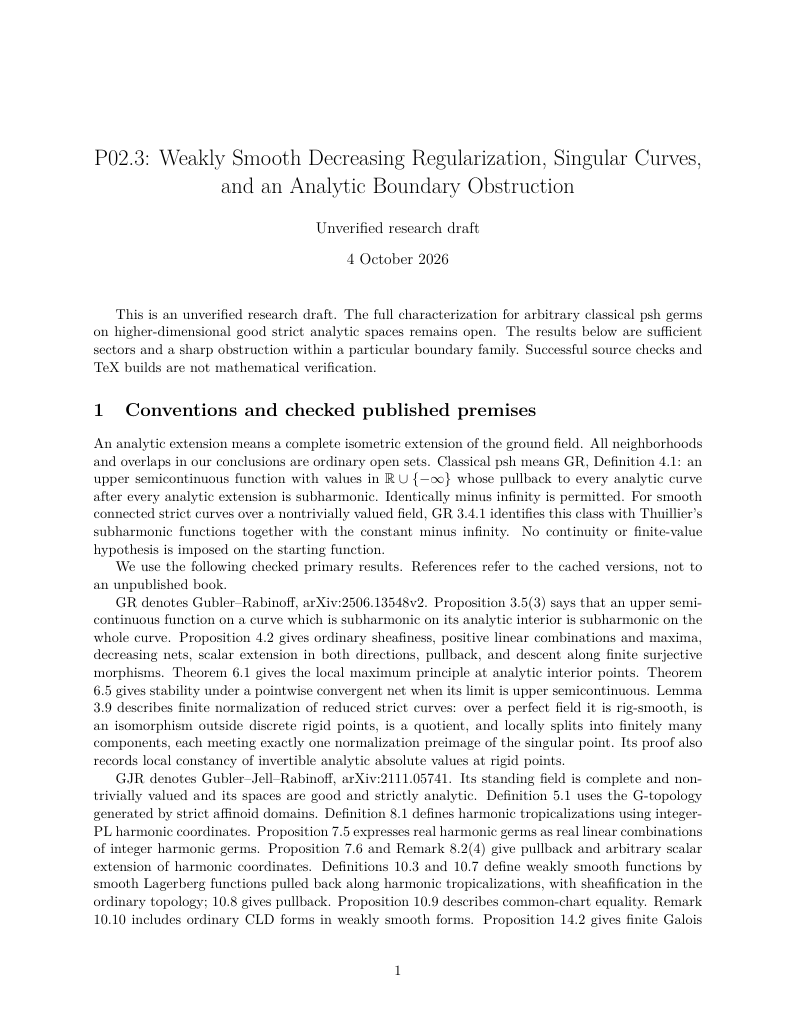 P02.3: Weakly Smooth Decreasing Regularization, Singular Curves,
and an Analytic Boundary Obstruction
Unverified research draft
4 October 2026
This is an unverified research draft. The full characterization for arbitrary classical psh germs
on higher-dimensional good strict analytic spaces remains open. The results below are sufficient
sectors and a sharp obstruction within a particular boundary family. Successful source checks and
TeX builds are not mathematical verification.
1 Conventions and checked published premises
An analytic extension means a complete isometric extension of the ground field. All neighborhoods
and overlaps in our conclusions are ordinary open sets. Classical psh means GR, Definition 4.1: an
upper semicontinuous function with values in ℝ ∪ {−∞} whose pullback to every analytic curve
after every analytic extension is subharmonic. Identically minus infinity is permitted. For smooth
connected strict curves over a nontrivially valued field, GR 3.4.1 identifies this class with Thuillier's
subharmonic functions together with the constant minus infinity. No continuity or finite-value
hypothesis is imposed on the starting function.
We use the following checked primary results. References refer to the cached versions, not to
an unpublished book.
GR denotes Gubler–Rabinoff, arXiv:2506.13548v2. Proposition 3.5(3) says that an upper semi-
continuous function on a curve which is subharmonic on its analytic interior is subharmonic on the
whole curve. Proposition 4.2 gives ordinary sheafiness, positive linear combinations and maxima,
decreasing nets, scalar extension in both directions, pullback, and descent along finite surjective
morphisms. Theorem 6.1 gives the local maximum principle at analytic interior points. Theorem
6.5 gives stability under a pointwise convergent net when its limit is upper semicontinuous. Lemma
3.9 describes finite normalization of reduced strict curves: over a perfect field it is rig-smooth, is
an isomorphism outside discrete rigid points, is a quotient, and locally splits into finitely many
components, each meeting exactly one normalization preimage of the singular point. Its proof also
records local constancy of invertible analytic absolute values at rigid points.
GJR denotes Gubler–Jell–Rabinoff, arXiv:2111.05741. Its standing field is complete and non-
trivially valued and its spaces are good and strictly analytic. Definition 5.1 uses the G-topology
generated by strict affinoid domains. Definition 8.1 defines harmonic tropicalizations using integer-
PL harmonic coordinates. Proposition 7.5 expresses real harmonic germs as real linear combinations
of integer harmonic germs. Proposition 7.6 and Remark 8.2(4) give pullback and arbitrary scalar
extension of harmonic coordinates. Definitions 10.3 and 10.7 define weakly smooth functions by
smooth Lagerberg functions pulled back along harmonic tropicalizations, with sheafification in the
ordinary topology; 10.8 gives pullback. Proposition 10.9 describes common-chart equality. Remark
10.10 includes ordinary CLD forms in weakly smooth forms. Proposition 14.2 gives finite Galois
1